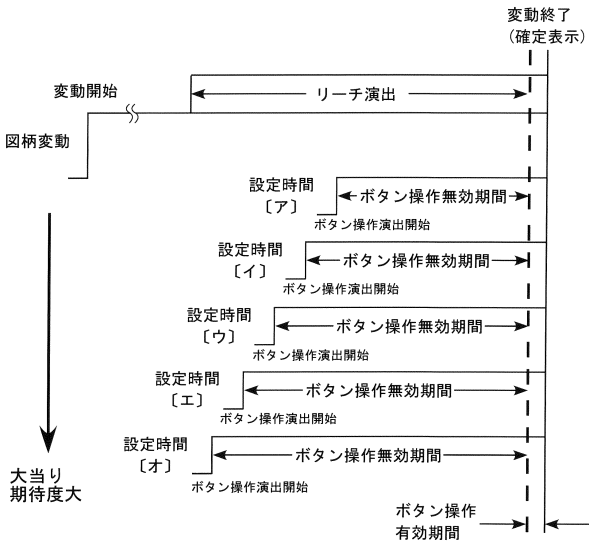 変動終了
(確定表示)
変動開始
リーチ演出
図柄変動
設定時間
〔ア〕
ボタン操作無効期間
ボタン操作演出開始
設定時間
〔イ〕
ボタン操作無効期間
ボタン操作演出開始
設定時間
〔ウ〕
ボタン操作無効期間
ボタン操作演出開始
設定時間
〔エ〕
ボタン操作無効期間
ボタン操作演出開始
設定時間
〔オ〕
ボタン操作無効期間
ボタン操作演出開始
大当り
期待度大
ボタン操作
有効期間